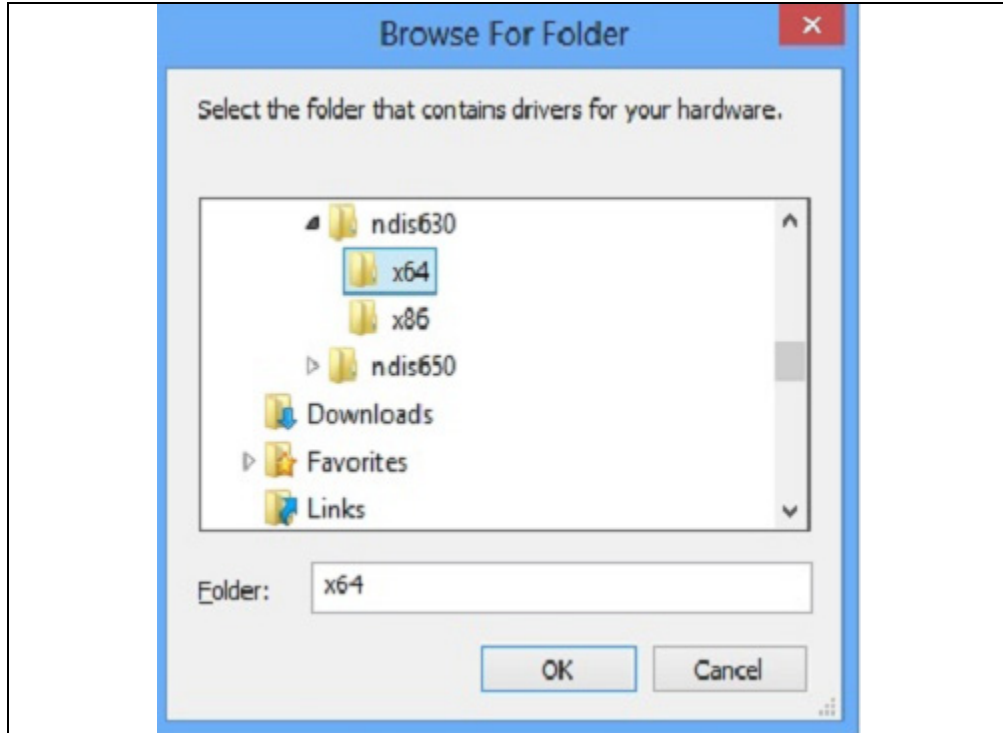 Browse For Folder
Select the folder that contains drivers for your hardware.
ndis630
x64
x86
ndis650
Downloads
Favorites
Links
Folder: x64
OK Cancel